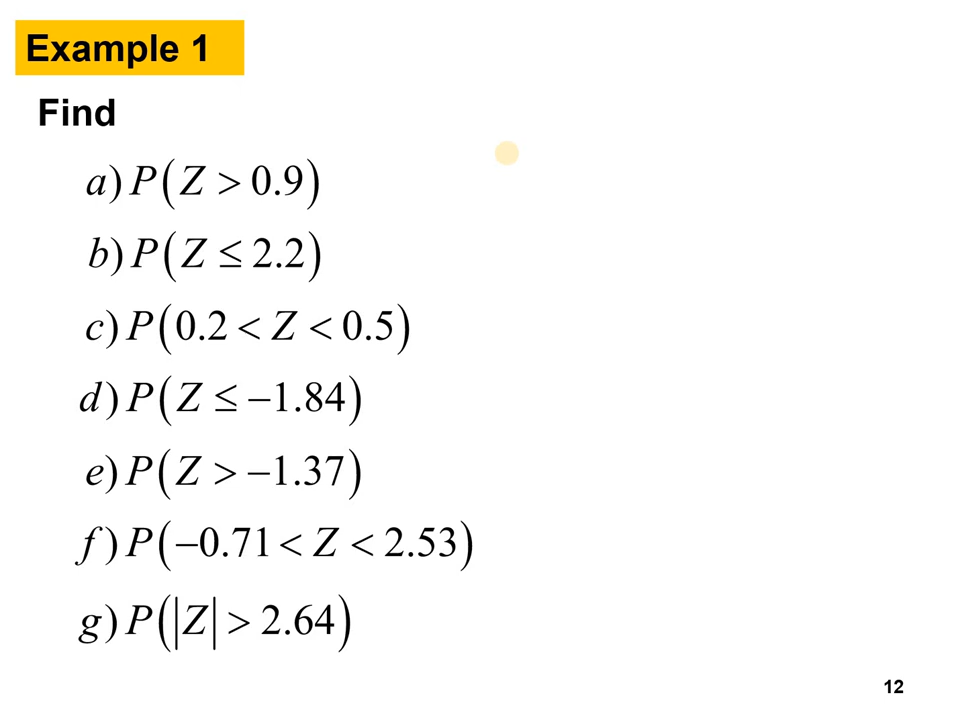 Example 1
Find
a) P(Z > 0.9)
b) P(Z ≤ 2.2)
c) P(0.2 < Z < 0.5)
d) P(Z ≤ −1.84)
e) P(Z > −1.37)
f) P(−0.71 < Z < 2.53)
g) P(|Z| > 2.64)
12